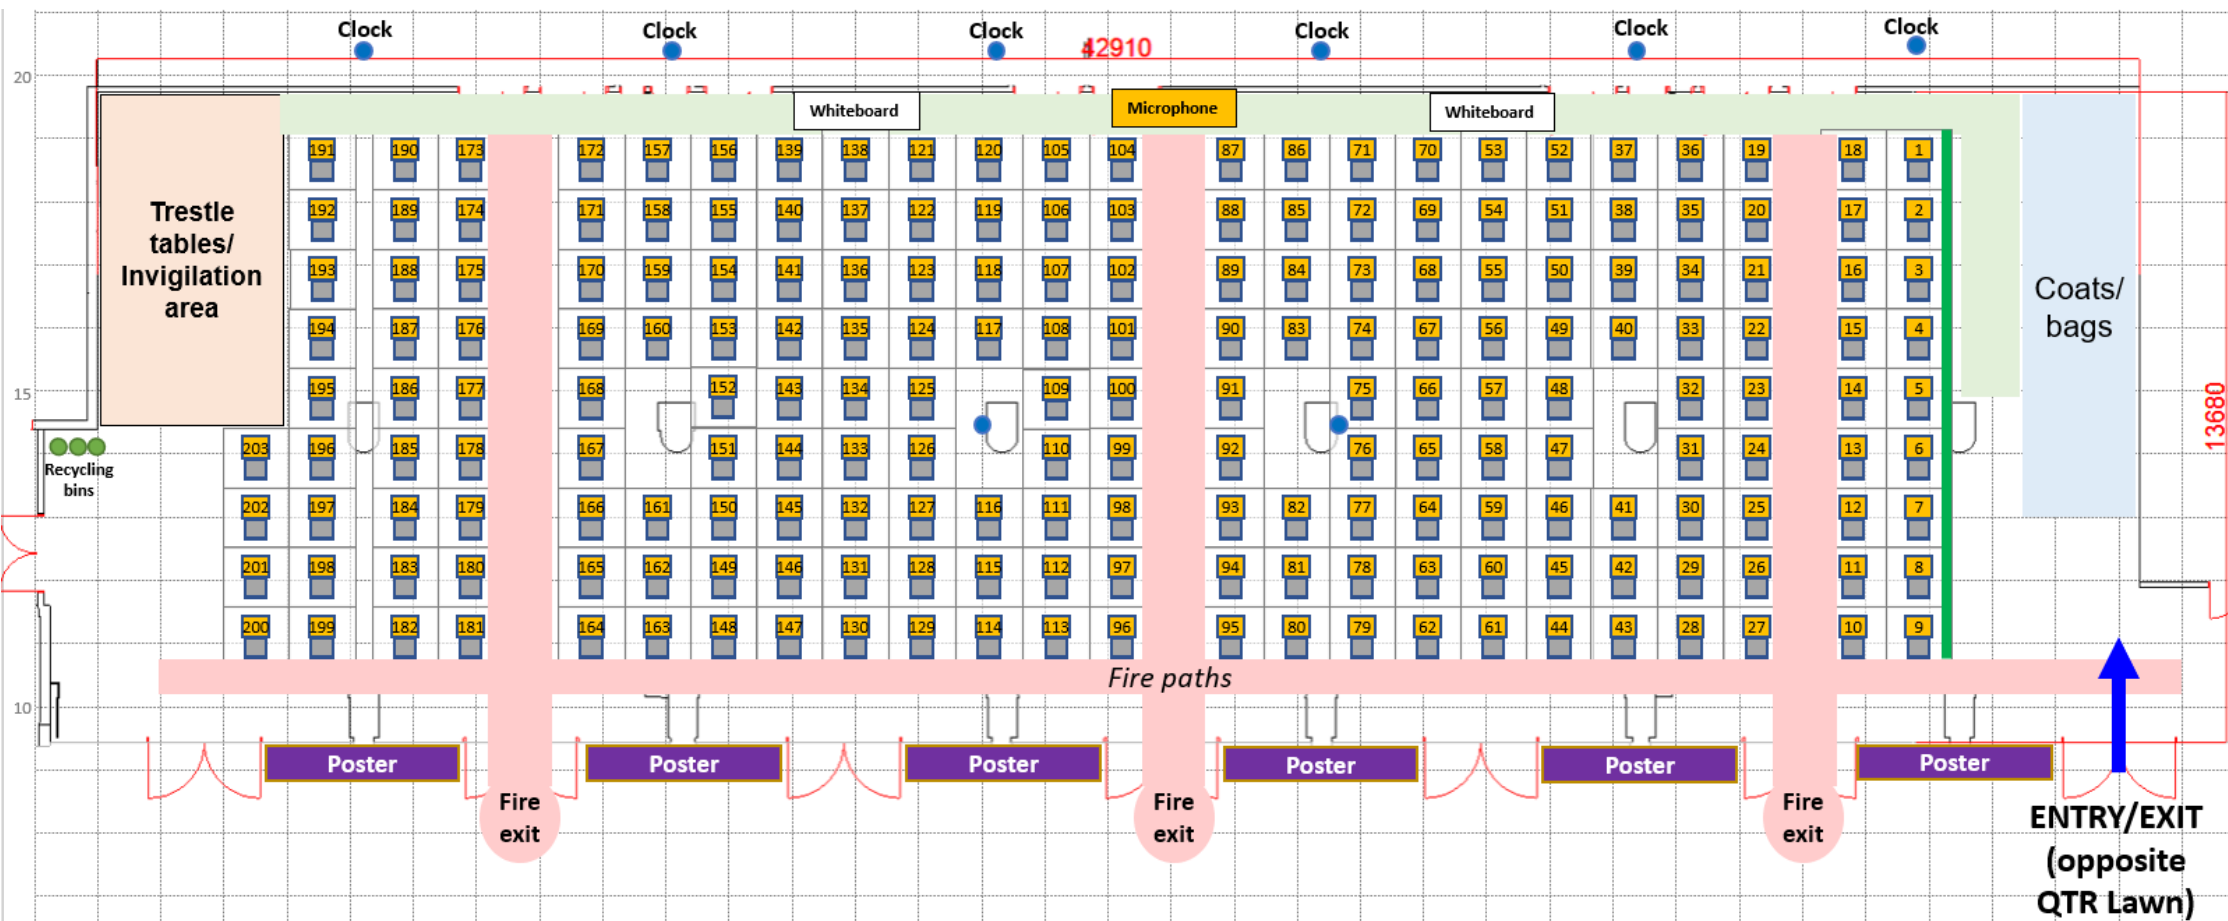 Clock Clock Clock Clock Clock Clock
42910
20
Whiteboard Microphone Whiteboard
191 190 173 172 157 156 139 138 121 120 105 104 87 86 71 70 53 52 37 36 19 18 1
192 189 174 171 158 155 140 137 122 119 106 103 88 85 72 69 54 51 38 35 20 17 2
193 188 175 170 159 154 141 136 123 118 107 102 89 84 73 68 55 50 39 34 21 16 3
194 187 176 169 160 153 142 135 124 117 108 101 90 83 74 67 56 49 40 33 22 15 4
195 186 177 168 152 143 134 125 109 100 91 75 66 57 48 32 23 14 5
203 196 185 178 167 151 144 133 126 110 99 92 76 65 58 47 31 24 13 6
202 197 184 179 166 161 150 145 132 127 116 111 98 93 82 77 64 59 46 41 30 25 12 7
201 198 183 180 165 162 149 146 131 128 115 112 97 94 81 78 63 60 45 42 29 26 11 8
200 199 182 181 164 163 148 147 130 129 114 113 96 95 80 79 62 61 44 43 28 27 10 9
Trestle
tables/
Invigilation
area
Coats/
bags
15
13680
Recycling
bins
Fire paths
10
Poster Poster Poster Poster Poster Poster
Fire
exit
Fire
exit
Fire
exit
ENTRY/EXIT
(opposite
QTR Lawn)